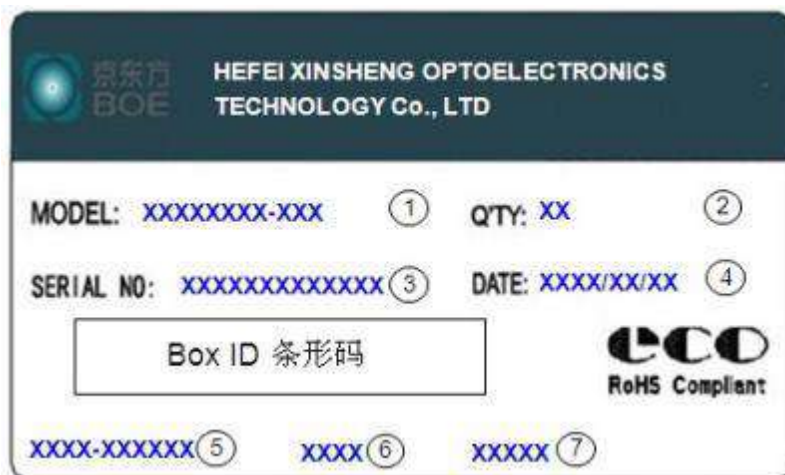 京东方
BOE
HEFEI XINSHENG OPTOELECTRONICS
TECHNOLOGY Co., LTD
MODEL: XXXXXXXX-XXX ① Q'TY: XX ②
SERIAL NO: XXXXXXXXXXXXX ③ DATE: XXXX/XX/XX ④
Box ID 条形码
eco
RoHS Compliant
XXXX-XXXXXX ⑤ XXXX ⑥ XXXXX ⑦